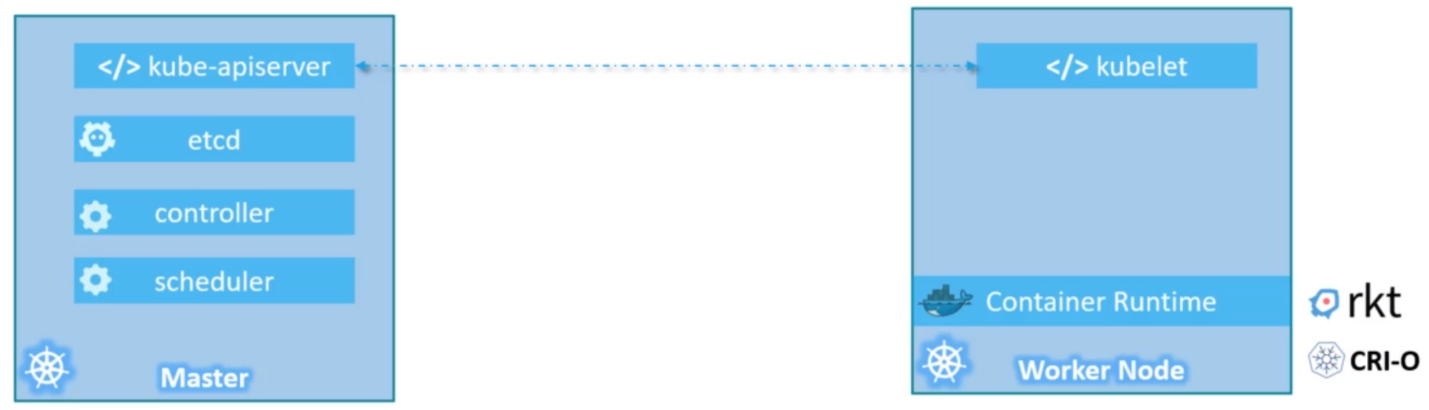 </> kube-apiserver
etcd
controller
scheduler
Master
</> kubelet
Container Runtime
Worker Node
rkt
CRI-O